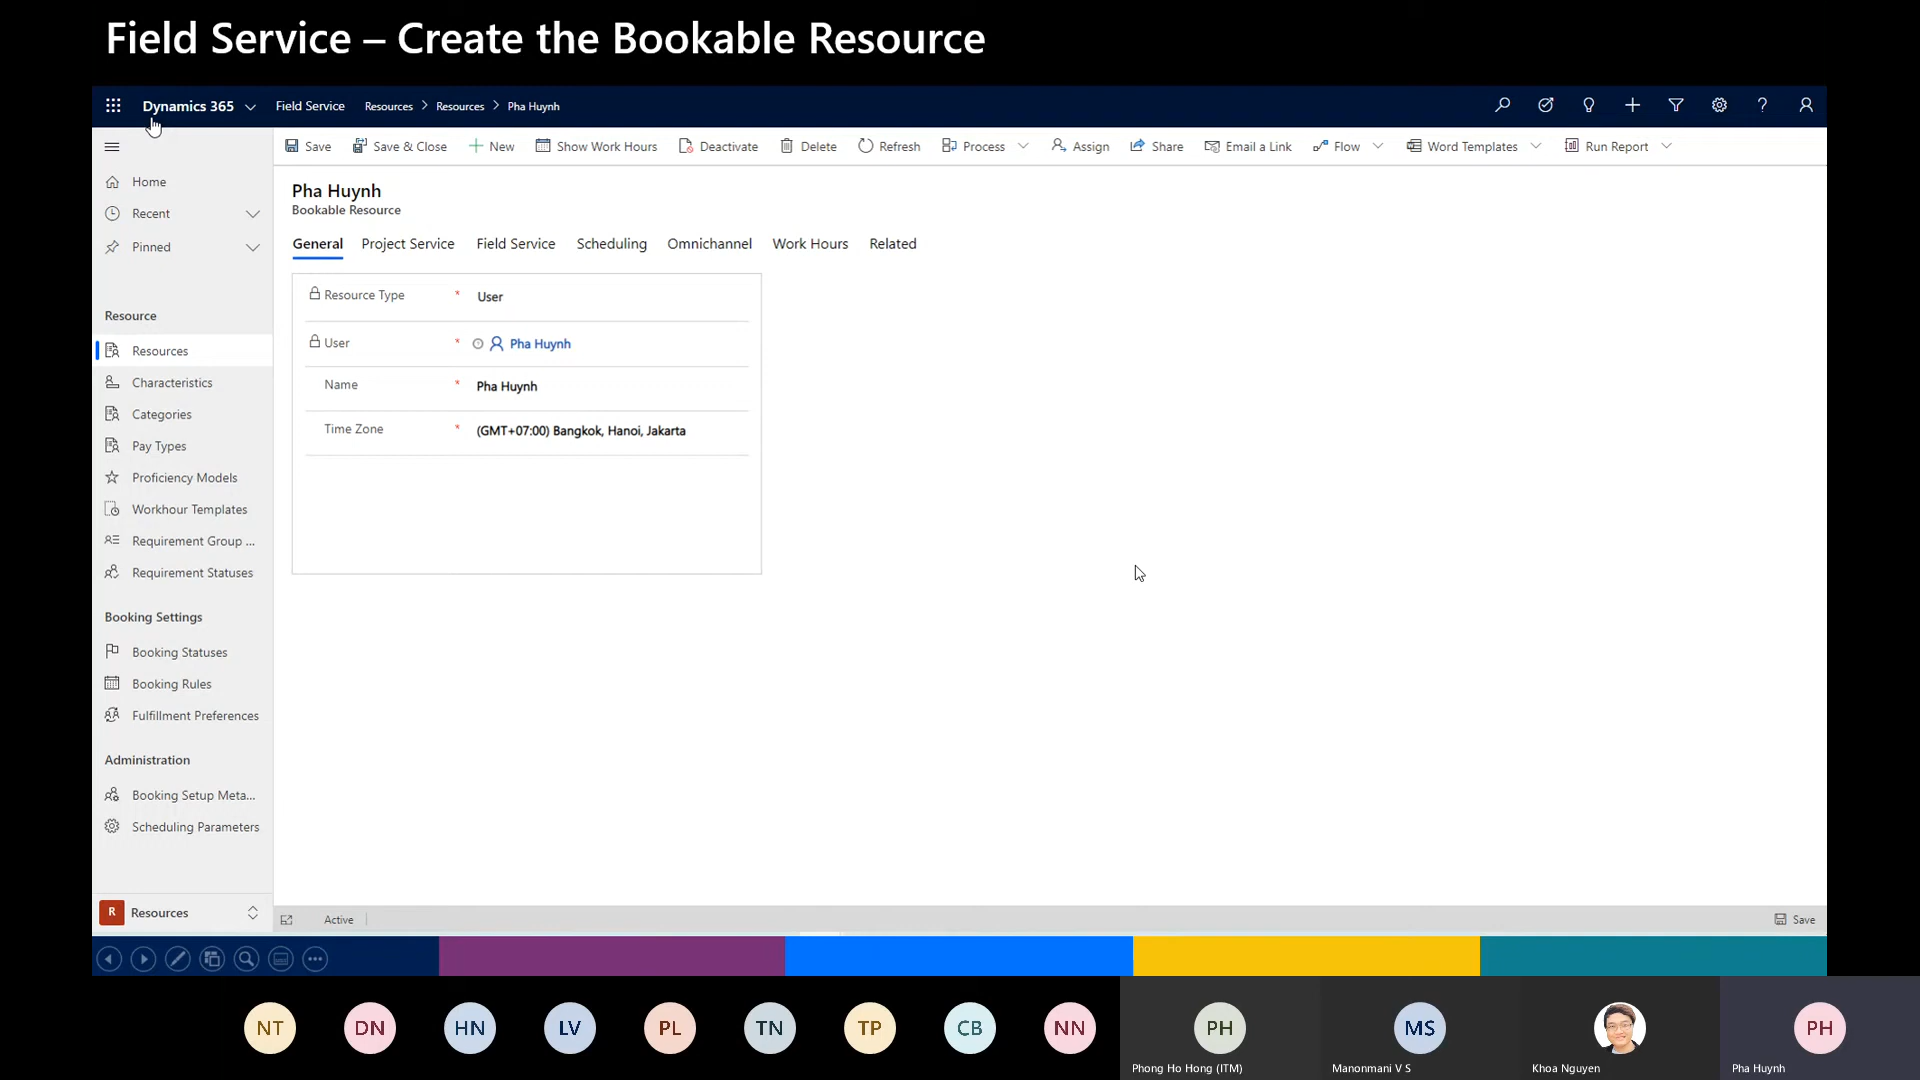 Field Service – Create the Bookable Resource
Dynamics 365
Field Service
Resources > Resources > Pha Huynh
Save
Save & Close
New
Show Work Hours
Deactivate
Delete
Refresh
Process
Assign
Share
Email a Link
Flow
Word Templates
Run Report
Home
Recent
Pinned
Resource
Resources
Characteristics
Categories
Pay Types
Proficiency Models
Workhour Templates
Requirement Group ...
Requirement Statuses
Booking Settings
Booking Statuses
Booking Rules
Fulfillment Preferences
Administration
Booking Setup Meta...
Scheduling Parameters
R Resources
Pha Huynh
Bookable Resource
General
Project Service
Field Service
Scheduling
Omnichannel
Work Hours
Related
Resource Type * User
User * Pha Huynh
Name * Pha Huynh
Time Zone * (GMT+07:00) Bangkok, Hanoi, Jakarta
Active
Save
NT
DN
HN
LV
PL
TN
TP
CB
NN
PH
Phong Ho Hong (ITM)
MS
Manonmani V S
Khoa Nguyen
PH
Pha Huynh